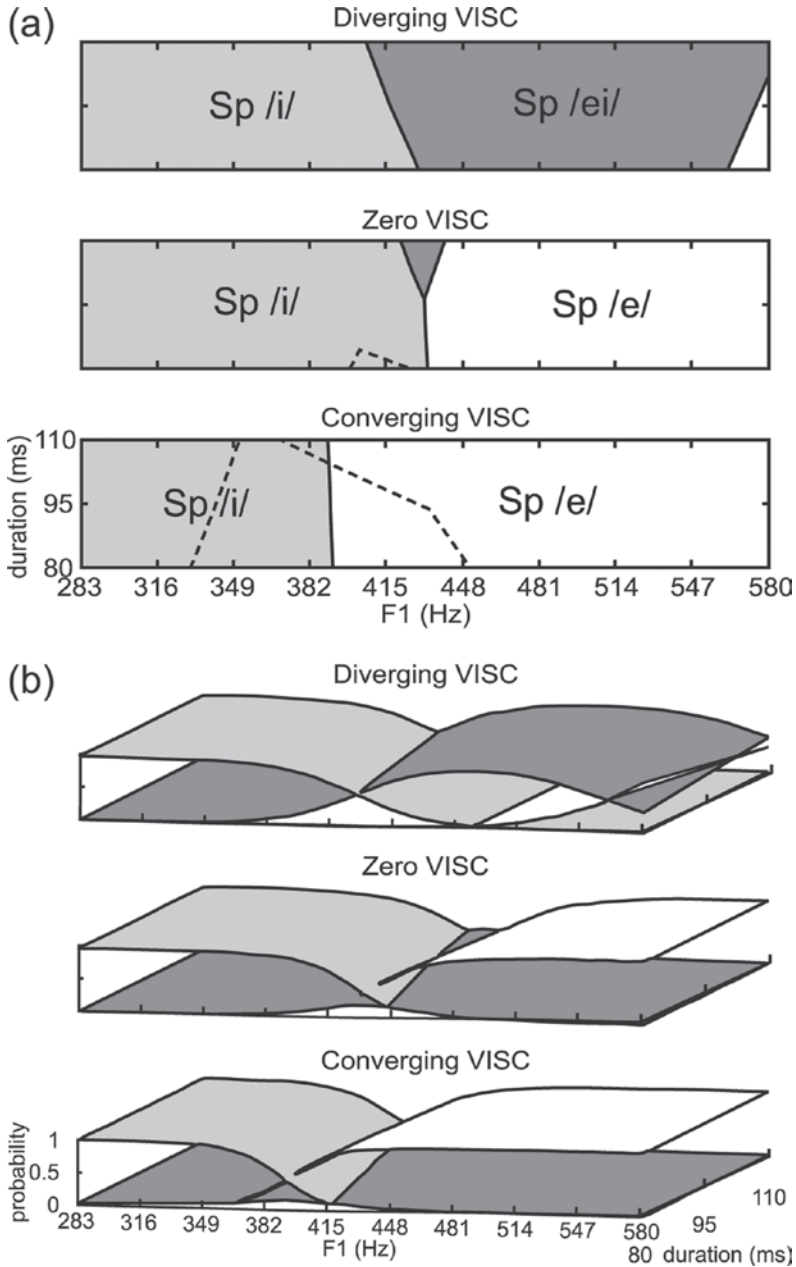 (a)
Diverging VISC
Sp /i/ Sp /ei/
Zero VISC
Sp /i/ Sp /e/
Converging VISC
duration (ms)
110
95
80
Sp /i/ Sp /e/
283 316 349 382 415 448 481 514 547 580
F1 (Hz)
(b)
Diverging VISC
Zero VISC
Converging VISC
probability
1
0.5
0
283 316 349 382 415 448 481 514 547 580
F1 (Hz)
80 95 110
duration (ms)